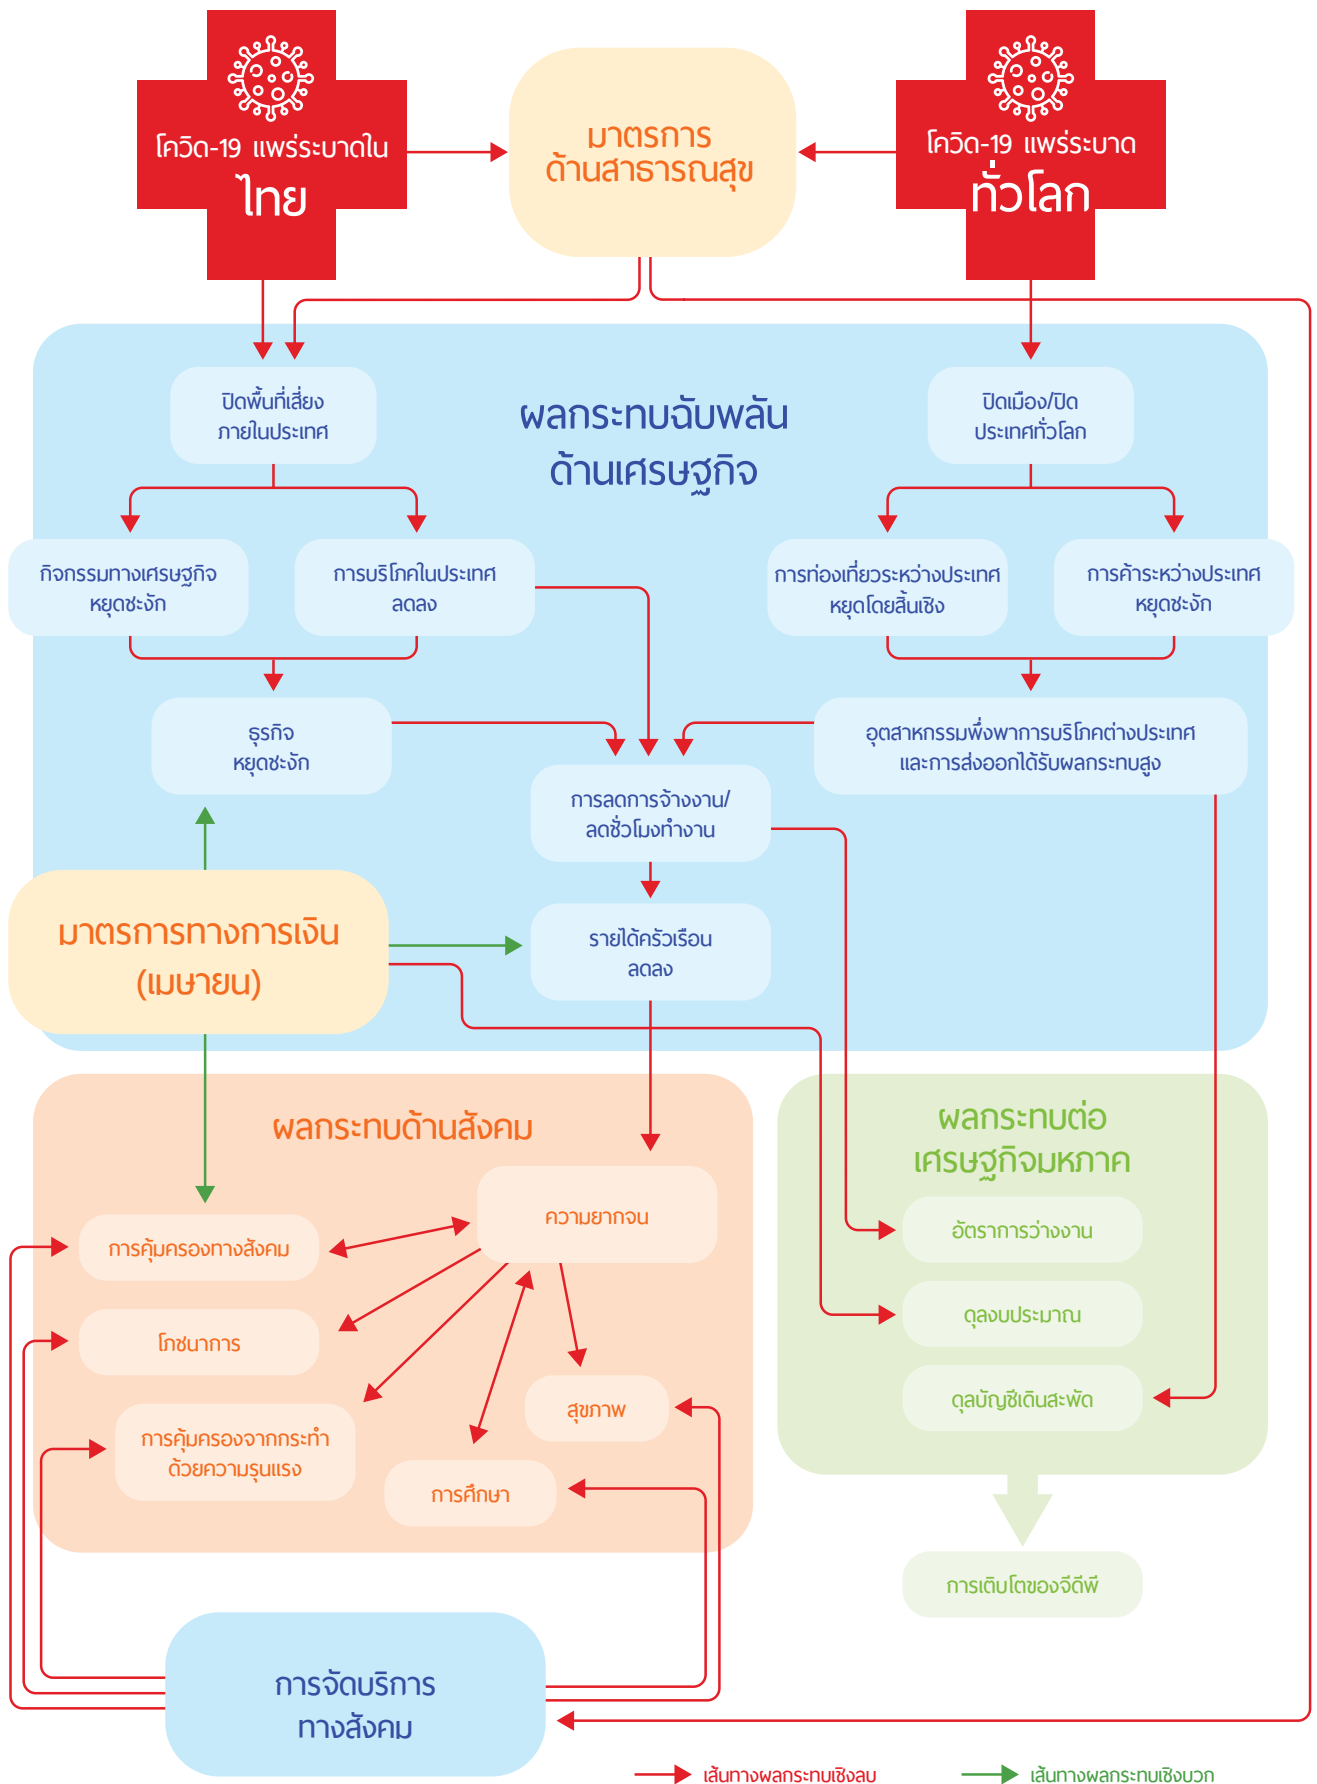 โควิด-19 แพร่ระบาดใน
ไทย
มาตรการ
ด้านสาธารณสุข
โควิด-19 แพร่ระบาด
ทั่วโลก
ปิดพื้นที่เสี่ยง
ภายในประเทศ
ผลกระทบฉับพลัน
ด้านเศรษฐกิจ
ปิดเมือง/ปิด
ประเทศทั่วโลก
กิจกรรมทางเศรษฐกิจ
หยุดชะงัก
การบริโภคในประเทศ
ลดลง
การท่องเที่ยวระหว่างประเทศ
หยุดโดยสิ้นเชิง
การค้าระหว่างประเทศ
หยุดชะงัก
ธุรกิจ
หยุดชะงัก
อุตสาหกรรมพึ่งพาการบริโภคต่างประเทศ
และการส่งออกได้รับผลกระทบสูง
การลดการจ้างงาน/
ลดชั่วโมงทำงาน
มาตรการทางการเงิน
(เมษายน)
รายได้ครัวเรือน
ลดลง
ผลกระทบด้านสังคม
ผลกระทบต่อ
เศรษฐกิจมหภาค
ความยากจน
การคุ้มครองทางสังคม
อัตราการว่างงาน
โภชนาการ
ดุลงบประมาณ
สุขภาพ
ดุลบัญชีเดินสะพัด
การคุ้มครองจากกระทำ
ด้วยความรุนแรง
การศึกษา
การเติบโตของจีดีพี
การจัดบริการ
ทางสังคม
เส้นทางผลกระทบเชิงลบ
เส้นทางผลกระทบเชิงบวก